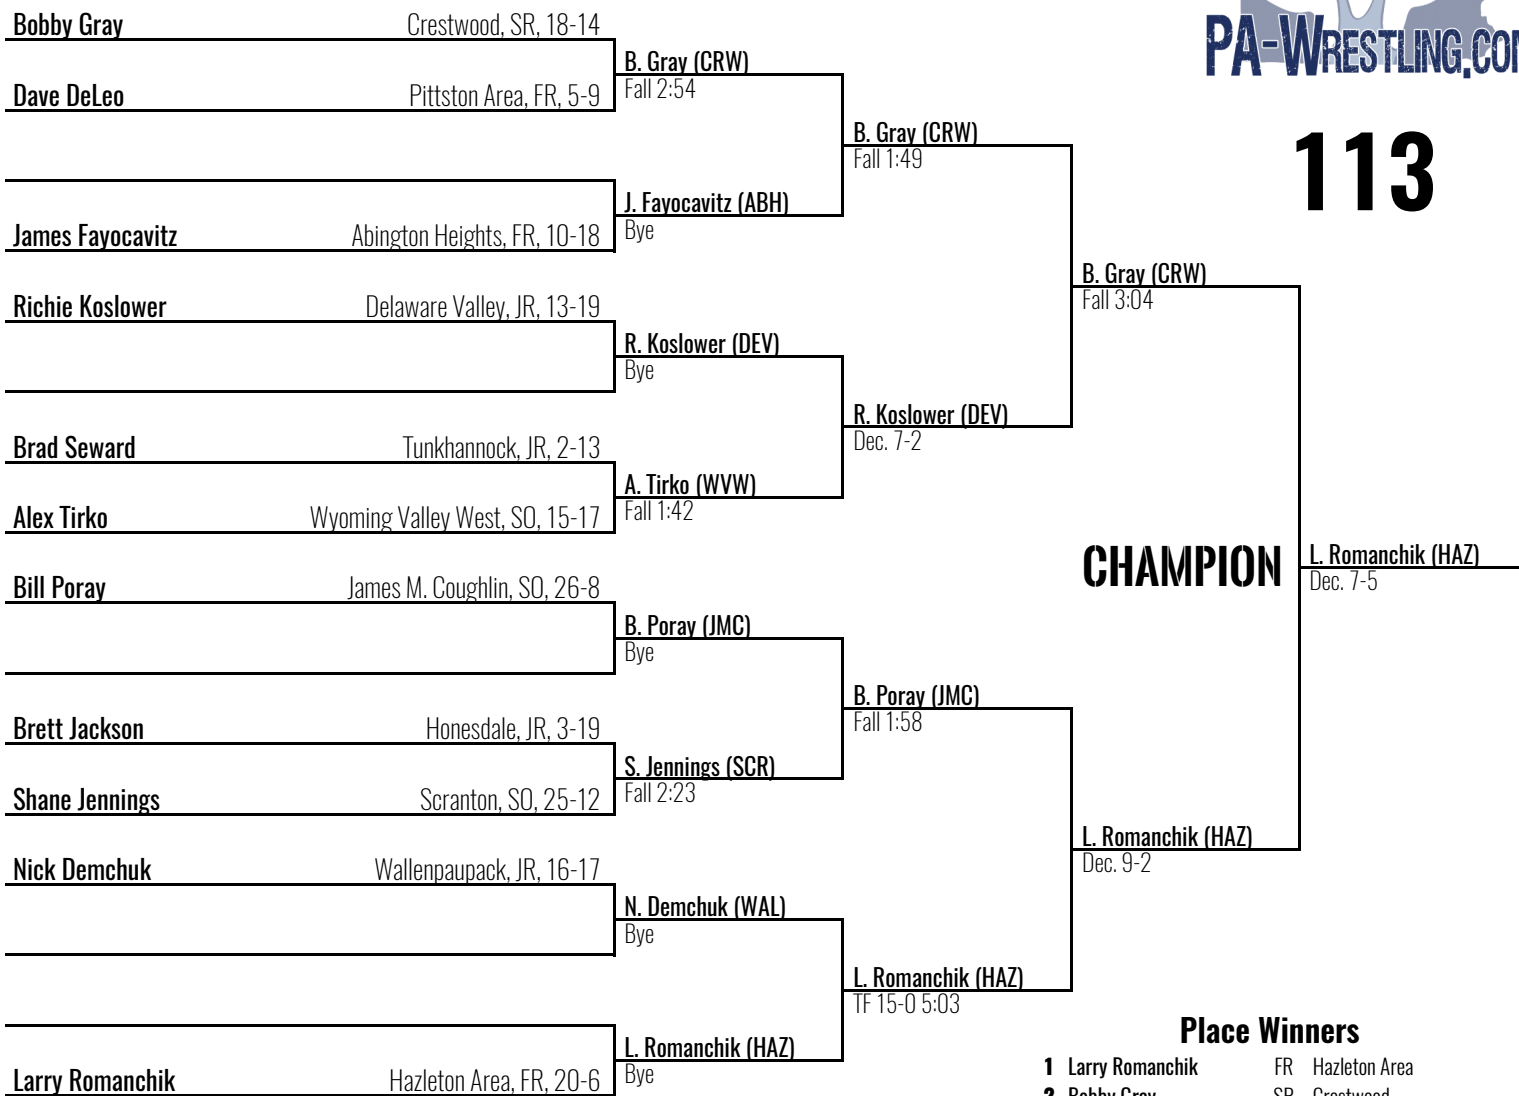 Bobby Gray Crestwood, SR, 18-14
Dave DeLeo Pittston Area, FR, 5-9
James Fayocavitz Abington Heights, FR, 10-18
Richie Koslower Delaware Valley, JR, 13-19
Brad Seward Tunkhannock, JR, 2-13
Alex Tirko Wyoming Valley West, SO, 15-17
Bill Poray James M. Coughlin, SO, 26-8
Brett Jackson Honesdale, JR, 3-19
Shane Jennings Scranton, SO, 25-12
Nick Demchuk Wallenpaupack, JR, 16-17
Larry Romanchik Hazleton Area, FR, 20-6
B. Gray (CRW)
Fall 2:54
J. Fayocavitz (ABH)
Bye
R. Koslower (DEV)
Bye
A. Tirko (WVW)
Fall 1:42
B. Poray (JMC)
Bye
S. Jennings (SCR)
Fall 2:23
N. Demchuk (WAL)
Bye
L. Romanchik (HAZ)
Bye
B. Gray (CRW)
Fall 1:49
R. Koslower (DEV)
Dec. 7-2
B. Poray (JMC)
Fall 1:58
L. Romanchik (HAZ)
TF 15-0 5:03
B. Gray (CRW)
Fall 3:04
L. Romanchik (HAZ)
Dec. 9-2
CHAMPION
L. Romanchik (HAZ)
Dec. 7-5
PA-WRESTLING.CO
113
Place Winners
1 Larry Romanchik FR Hazleton Area
2 Bobby Gray SR Crestwood